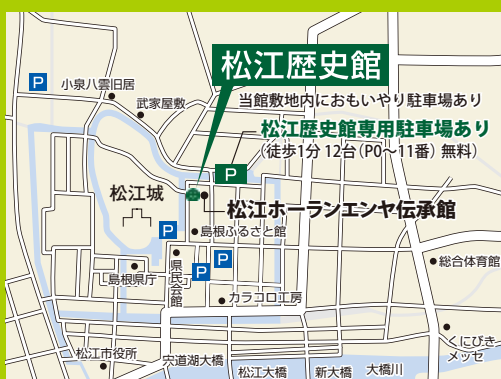 松江歴史館
P
小泉八雲旧居
武家屋敷
当館敷地内におもいやり駐車場あり
松江歴史館専用駐車場あり
(徒歩1分 12台(P0〜11番) 無料)
P
松江城
松江ホーランエンヤ伝承館
P
島根ふるさと館
県民会館
P
P
島根県庁
総合体育館
カラコロ工房
くにびき
メッセ
松江市役所
宍道湖大橋
松江大橋
新大橋
大橋川